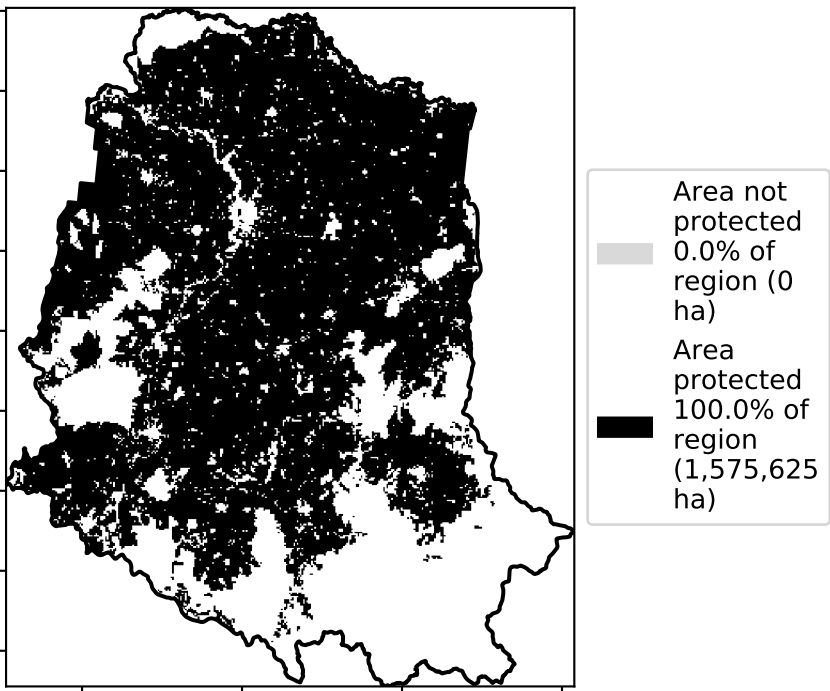 Area not
protected
0.0% of
region (0
ha)
Area
protected
100.0% of
region
(1,575,625
ha)